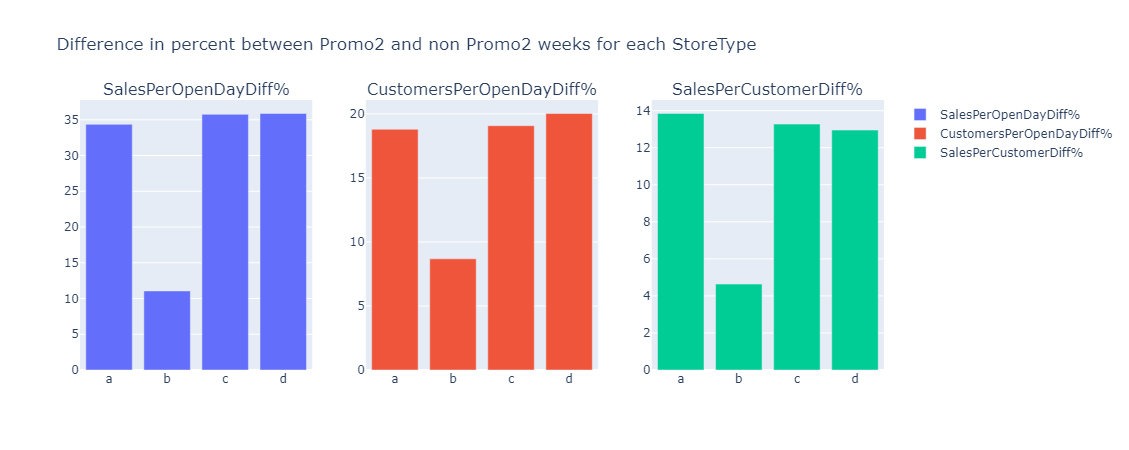 Difference in percent between Promo2 and non Promo2 weeks for each StoreType
SalesPerOpenDayDiff%
35
30
25
20
15
10
5
0
a b c d
CustomersPerOpenDayDiff%
20
15
10
5
0
a b c d
SalesPerCustomerDiff%
14
12
10
8
6
4
2
0
a b c d
SalesPerOpenDayDiff%
CustomersPerOpenDayDiff%
SalesPerCustomerDiff%